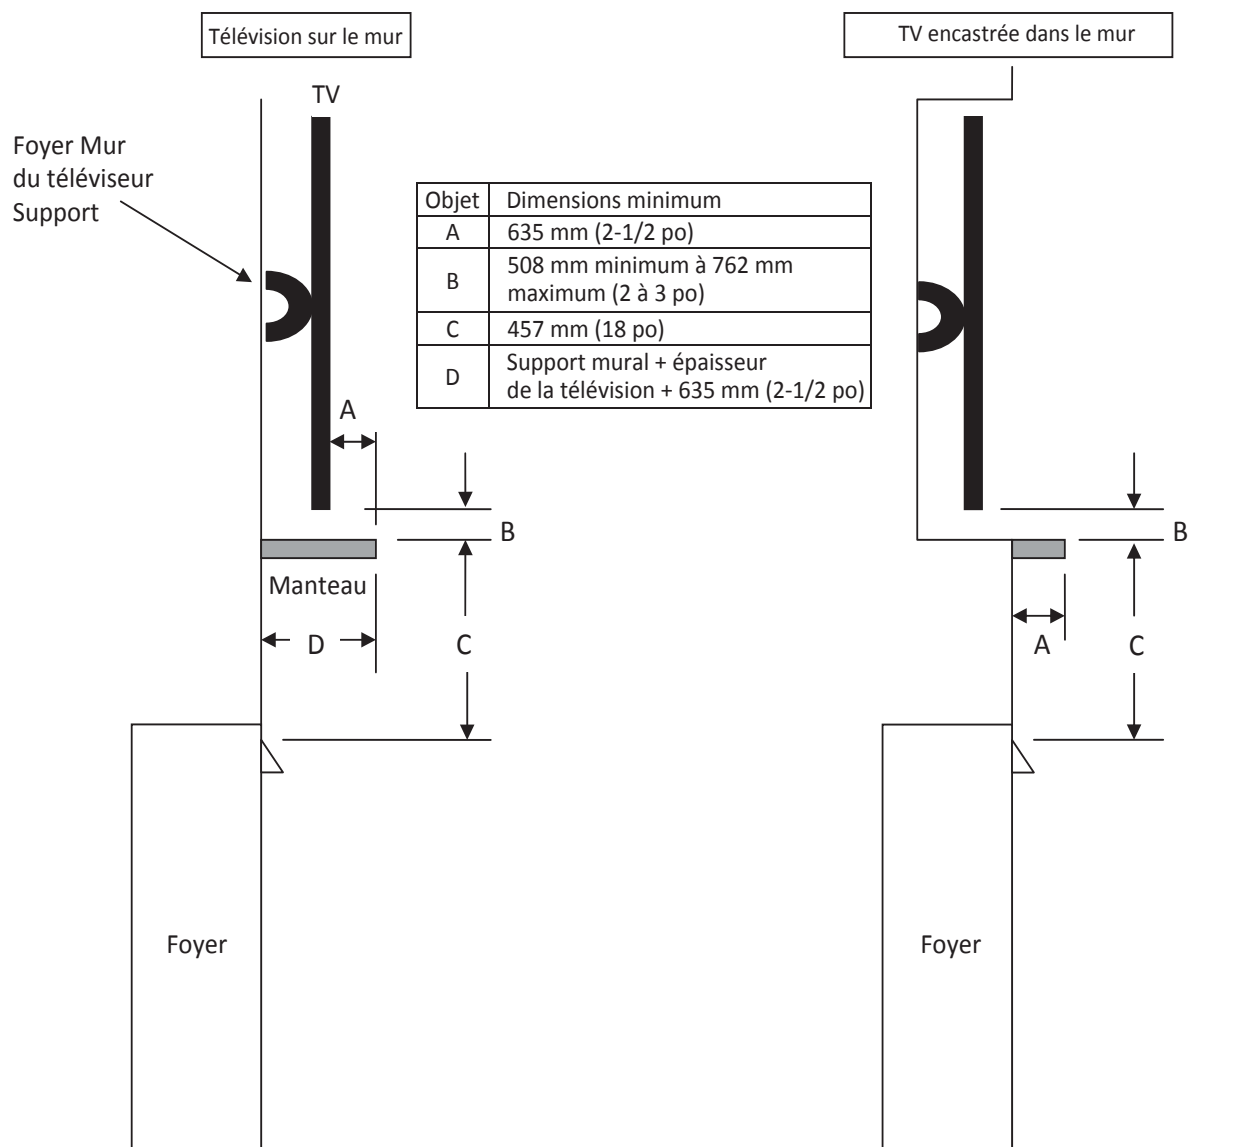 Télévision sur le mur
TV encastrée dans le mur
TV
Foyer Mur
du téléviseur
Support
Objet Dimensions minimum
A 635 mm (2-1/2 po)
B 508 mm minimum à 762 mm
maximum (2 à 3 po)
C 457 mm (18 po)
D Support mural + épaisseur
de la télévision + 635 mm (2-1/2 po)
A
B
B
Manteau
D
C
A
C
Foyer
Foyer